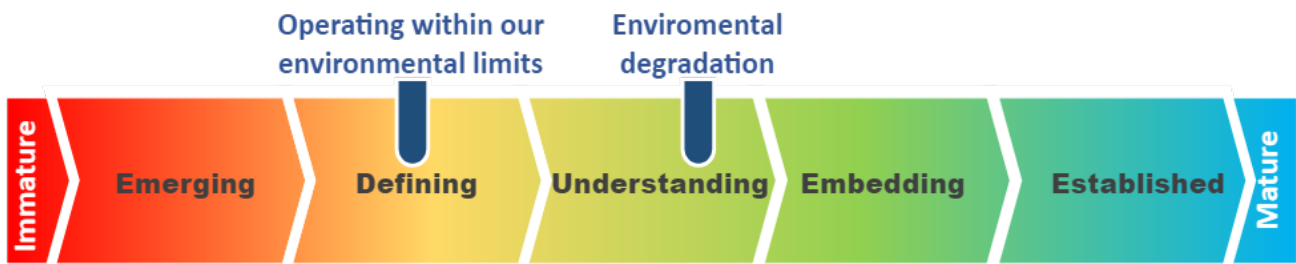 Operating within our
environmental limits
Enviromental
degradation
Immature
Emerging
Defining
Understanding
Embedding
Established
Mature